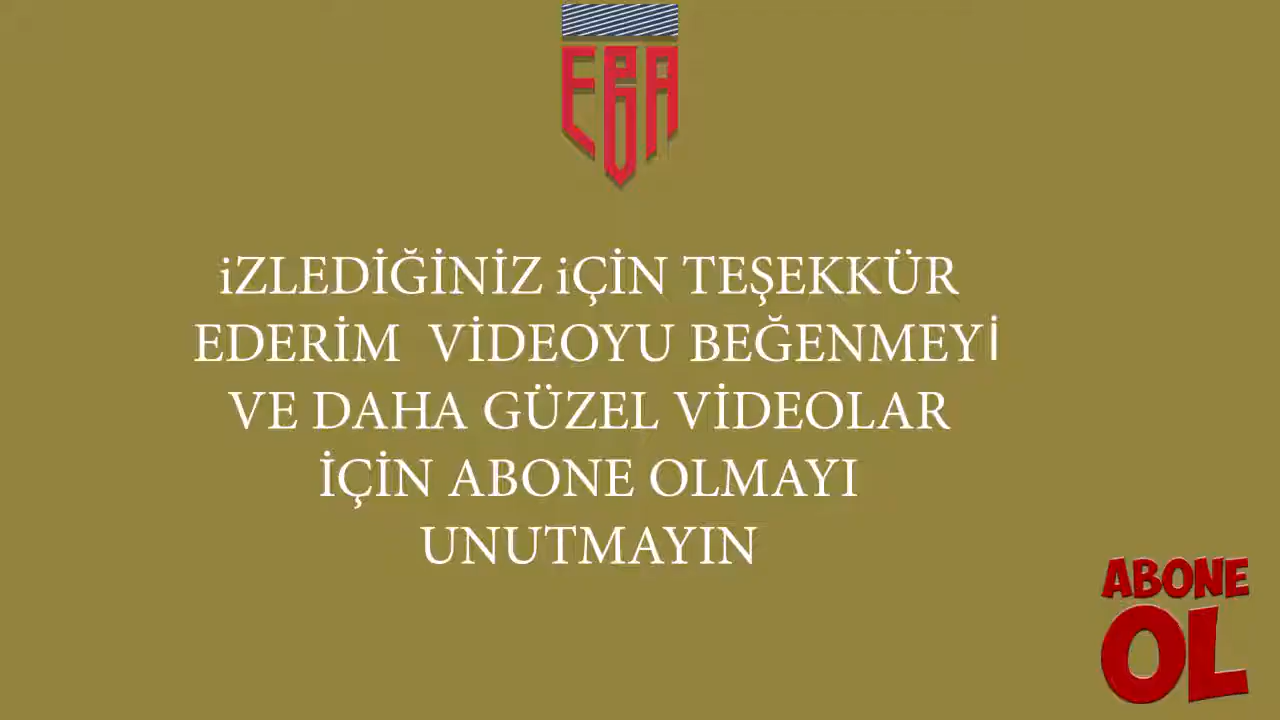 EBA
iZLEDİĞİNİZ iÇİN TEŞEKKÜR
EDERİM VİDEOYU BEĞENMEYİ
VE DAHA GÜZEL VİDEOLAR
İÇİN ABONE OLMAYI
UNUTMAYIN
ABONE
OL